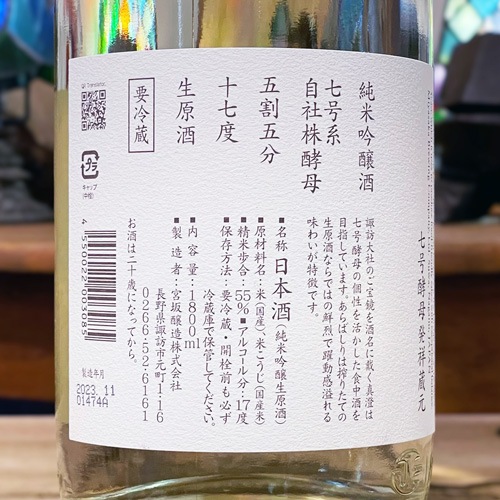 七号酵母発祥蔵元
諏訪大社のご宝鏡を酒名に戴く真澄は
七号酵母の個性を活かした食中酒を
目指しています。あらばしりは搾りたての
生原酒ならではの鮮烈で躍動感溢れる
味わいが特徴です。
純米吟醸酒
七号系
自社株酵母
五割五分
十七度
生原酒
要冷蔵
■名称 日本酒(純米吟醸生原酒)
■原材料名:米(国産)、米こうじ(国産米)
■精米歩合:55%■アルコール分:17度
■保存方法:要冷蔵・開栓前も必ず
冷蔵庫で保管してください。
■内容量:1800ml
■製造者:宮坂醸造株式会社
長野県諏訪市元町1-16
0266-52-6161
お酒は二十歳になってから。
QR Translator
プラ
キャップ
(中栓)
製造年月
2023.11
01474A